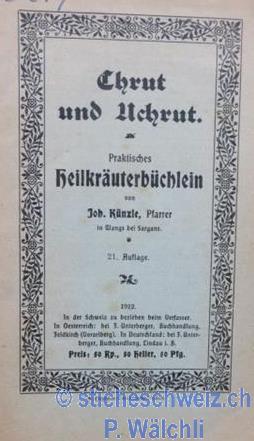 Chrut
und Uchrut.
Praktisches
Heilkräuterbüchlein
von
Joh. Künzle, Pfarrer
in Wangs bei Sargans.
21. Auflage.
1912.
In der Schweiz zu beziehen beim Verfasser.
In Oesterreich: bei J. Unterberger, Buchhandlung,
Feldkirch (Vorarlberg). In Deutschland: bei J. Unter-
berger, Buchhandlung, Lindau i. B.
Preis: 50 Rp., 50 Heller, 50 Pfg.
© sticheschweiz.ch
P. Wälchli